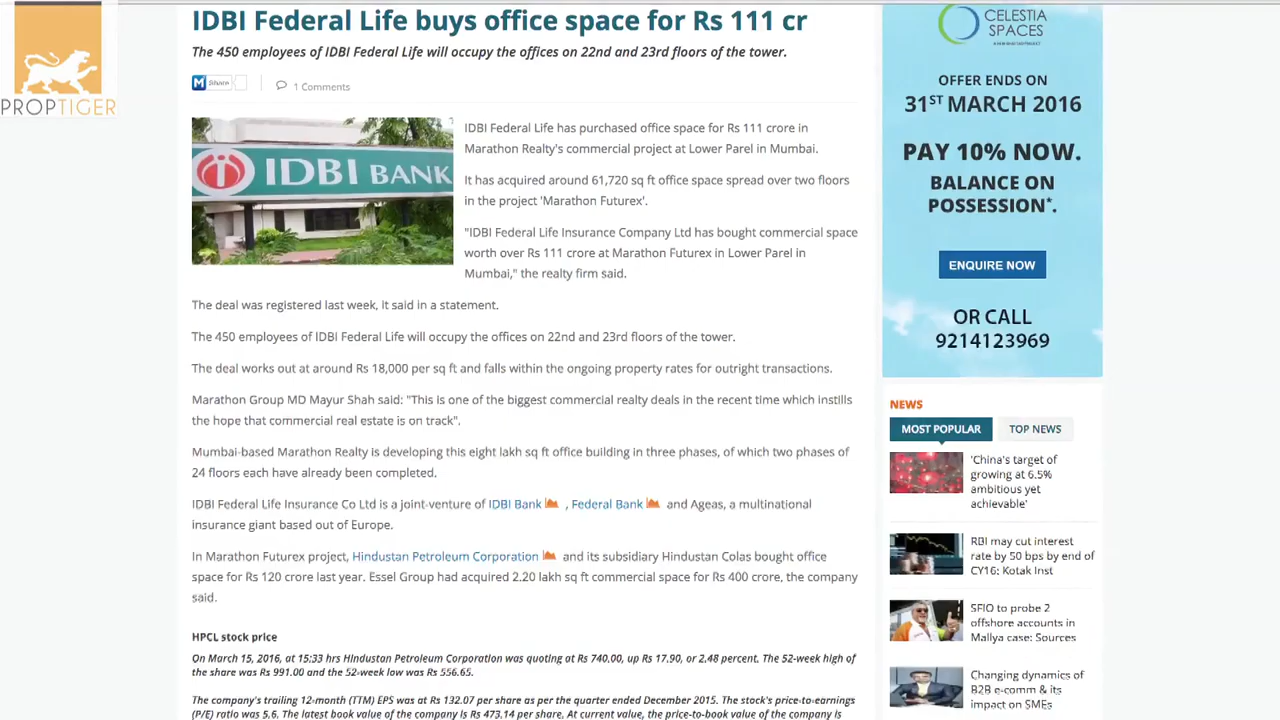 IDBI Federal Life buys office space for Rs 111 cr
The 450 employees of IDBI Federal Life will occupy the offices on 22nd and 23rd floors of the tower.
PROPTIGER
M Share
1 Comments
IDBI BANK
IDBI Federal Life has purchased office space for Rs 111 crore in
Marathon Realty's commercial project at Lower Parel in Mumbai.
It has acquired around 61,720 sq ft office space spread over two floors
in the project 'Marathon Futurex'.
"IDBI Federal Life Insurance Company Ltd has bought commercial space
worth over Rs 111 crore at Marathon Futurex in Lower Parel in
Mumbai," the realty firm said.
The deal was registered last week, it said in a statement.
The 450 employees of IDBI Federal Life will occupy the offices on 22nd and 23rd floors of the tower.
The deal works out at around Rs 18,000 per sq ft and falls within the ongoing property rates for outright transactions.
Marathon Group MD Mayur Shah said: "This is one of the biggest commercial realty deals in the recent time which instills
the hope that commercial real estate is on track".
Mumbai-based Marathon Realty is developing this eight lakh sq ft office building in three phases, of which two phases of
24 floors each have already been completed.
IDBI Federal Life Insurance Co Ltd is a joint-venture of IDBI Bank , Federal Bank and Ageas, a multinational
insurance giant based out of Europe.
In Marathon Futurex project, Hindustan Petroleum Corporation and its subsidiary Hindustan Colas bought office
space for Rs 120 crore last year. Essel Group had acquired 2.20 lakh sq ft commercial space for Rs 400 crore, the company
said.
HPCL stock price
On March 15, 2016, at 15:33 hrs Hindustan Petroleum Corporation was quoting at Rs 740.00, up Rs 17.90, or 2.48 percent. The 52-week high of
the share was Rs 991.00 and the 52-week low was Rs 556.65.
The company's trailing 12-month (TTM) EPS was at Rs 132.07 per share as per the quarter ended December 2015. The stock's price-to-earnings
(P/E) ratio was 5.6. The latest book value of the company is Rs 473.14 per share. At current value, the price-to-book value of the company is
CELESTIA
SPACES
OFFER ENDS ON
31ST MARCH 2016
PAY 10% NOW.
BALANCE ON
POSSESSION*.
ENQUIRE NOW
OR CALL
9214123969
NEWS
MOST POPULAR
TOP NEWS
'China's target of
growing at 6.5%
ambitious yet
achievable'
RBI may cut interest
rate by 50 bps by end of
CY16: Kotak Inst
SFIO to probe 2
offshore accounts in
Mallya case: Sources
Changing dynamics of
B2B e-comm & its
impact on SMEs